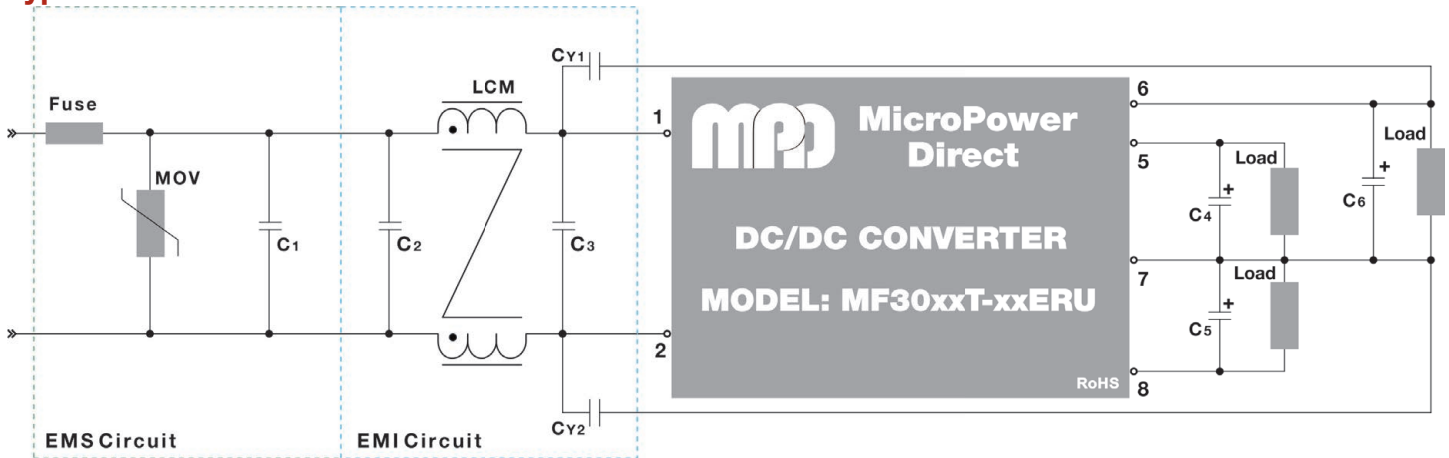 Fuse
MOV
C1
C2
LCM
CY1
C3
CY2
EMS Circuit
EMI Circuit
1
2
MPD
MicroPower
Direct
DC/DC CONVERTER
MODEL: MF30xxT-xxERU
RoHS
6
5
7
8
Load
+
C4
Load
+
C5
Load
+
C6